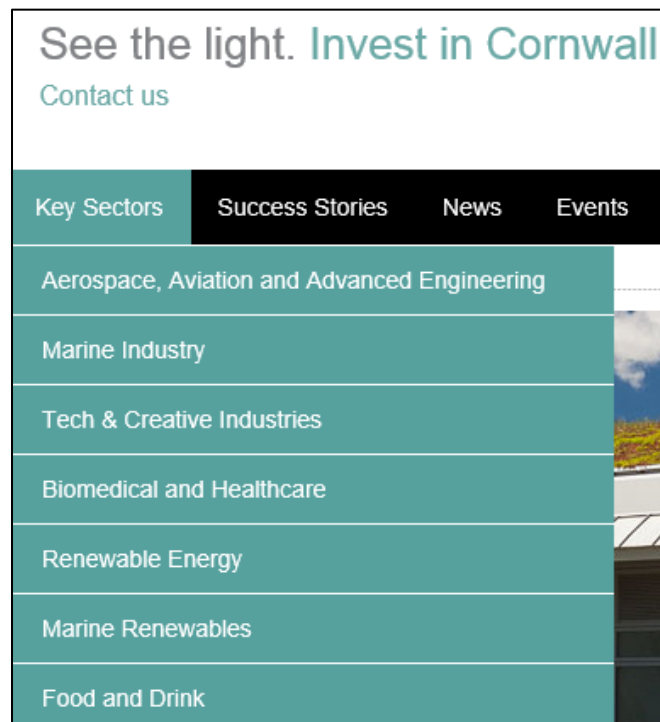 See the light. Invest in Cornwall
Contact us
Key Sectors Success Stories News Events
Aerospace, Aviation and Advanced Engineering
Marine Industry
Tech & Creative Industries
Biomedical and Healthcare
Renewable Energy
Marine Renewables
Food and Drink